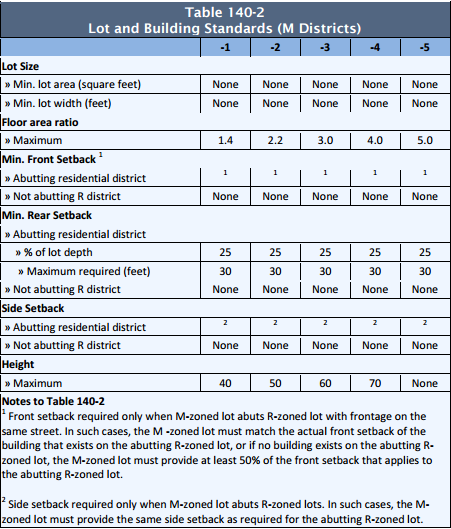 Table 140-2
Lot and Building Standards (M Districts)
-1 -2 -3 -4 -5
Lot Size
» Min. lot area (square feet) None None None None None
» Min. lot width (feet) None None None None None
Floor area ratio
» Maximum 1.4 2.2 3.0 4.0 5.0
Min. Front Setback 1
» Abutting residential district 1 1 1 1 1
» Not abutting R district None None None None None
Min. Rear Setback
» Abutting residential district
» % of lot depth 25 25 25 25 25
» Maximum required (feet) 30 30 30 30 30
» Not abutting R district None None None None None
Side Setback
» Abutting residential district 2 2 2 2 2
» Not abutting R district None None None None None
Height
» Maximum 40 50 60 70 None
Notes to Table 140-2
1 Front setback required only when M-zoned lot abuts R-zoned lot with frontage on the
same street. In such cases, the M -zoned lot must match the actual front setback of the
building that exists on the abutting R-zoned lot, or if no building exists on the abutting R-
zoned lot, the M-zoned lot must provide at least 50% of the front setback that applies to
the abutting R-zoned lot.
2 Side setback required only when M-zoned lot abuts R-zoned lots. In such cases, the M-
zoned lot must provide the same side setback as required for the abutting R-zoned lot.